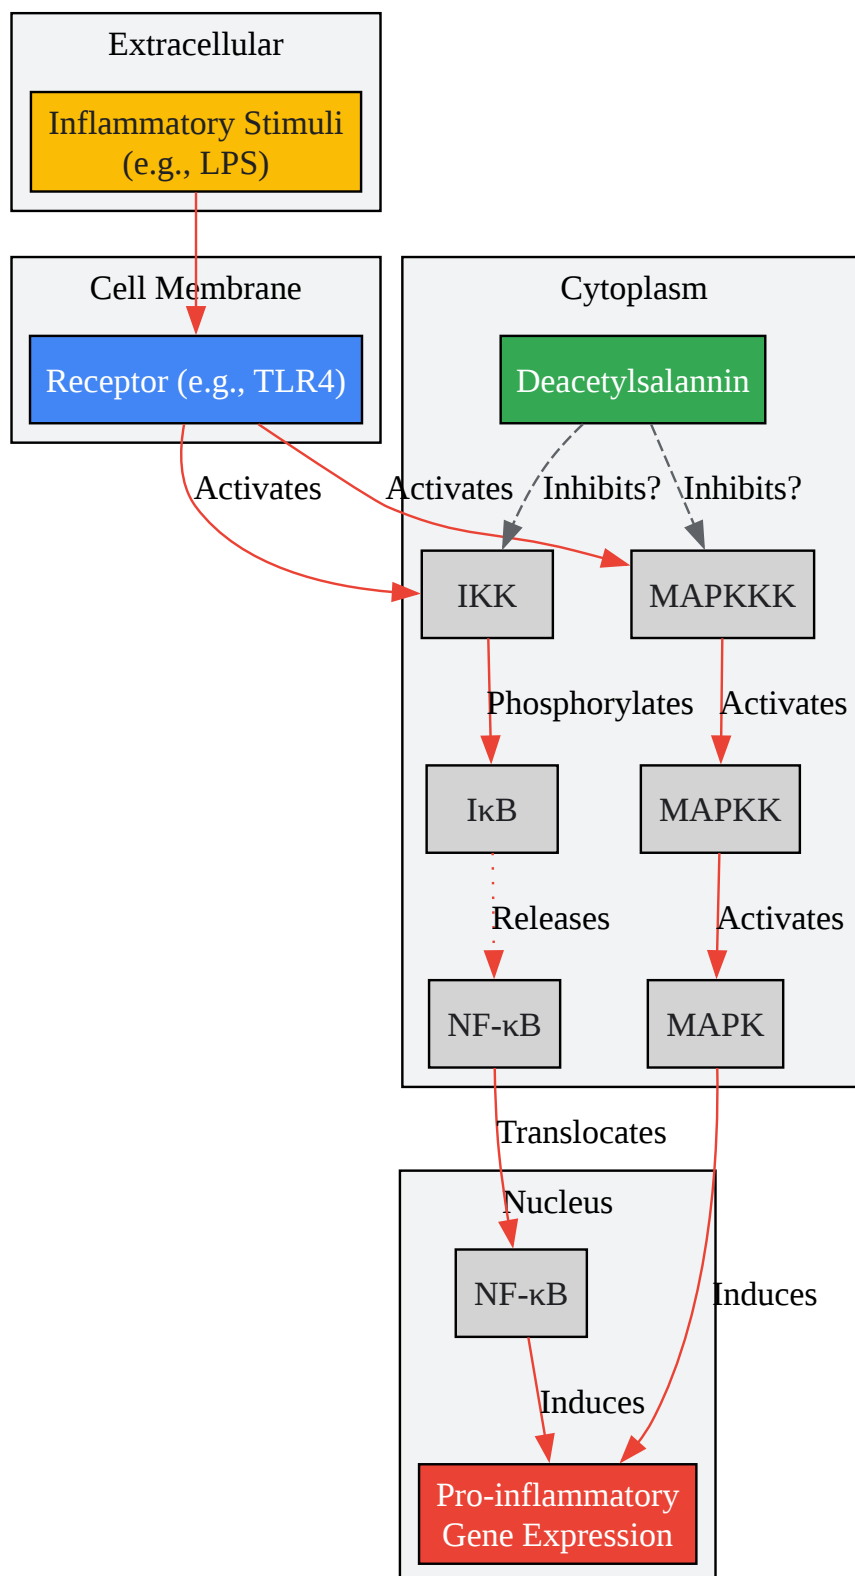 Extracellular
Inflammatory Stimuli
(e.g., LPS)
Cell Membrane
Cytoplasm
Receptor (e.g., TLR4)
Deacetylsalannin
Activates
Activates
Inhibits?
Inhibits?
IKK
MAPKKK
Phosphorylates
Activates
IκB
MAPKK
Releases
Activates
NF-κB
MAPK
Translocates
Nucleus
NF-κB
Induces
Induces
Pro-inflammatory
Gene Expression